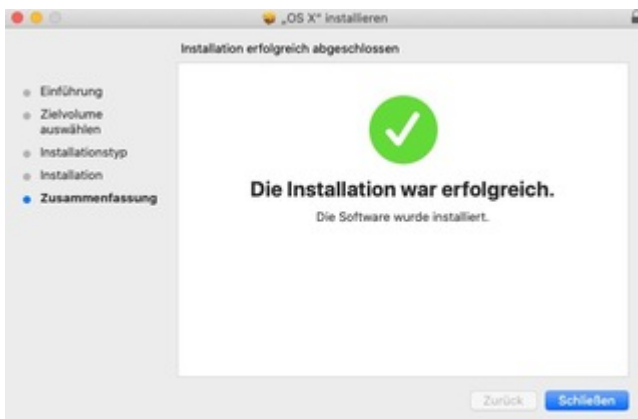 „OS X“ installieren
Installation erfolgreich abgeschlossen
Einführung
Zielvolume
auswählen
Installationstyp
Installation
Zusammenfassung
Die Installation war erfolgreich.
Die Software wurde installiert.
Zurück
Schließen